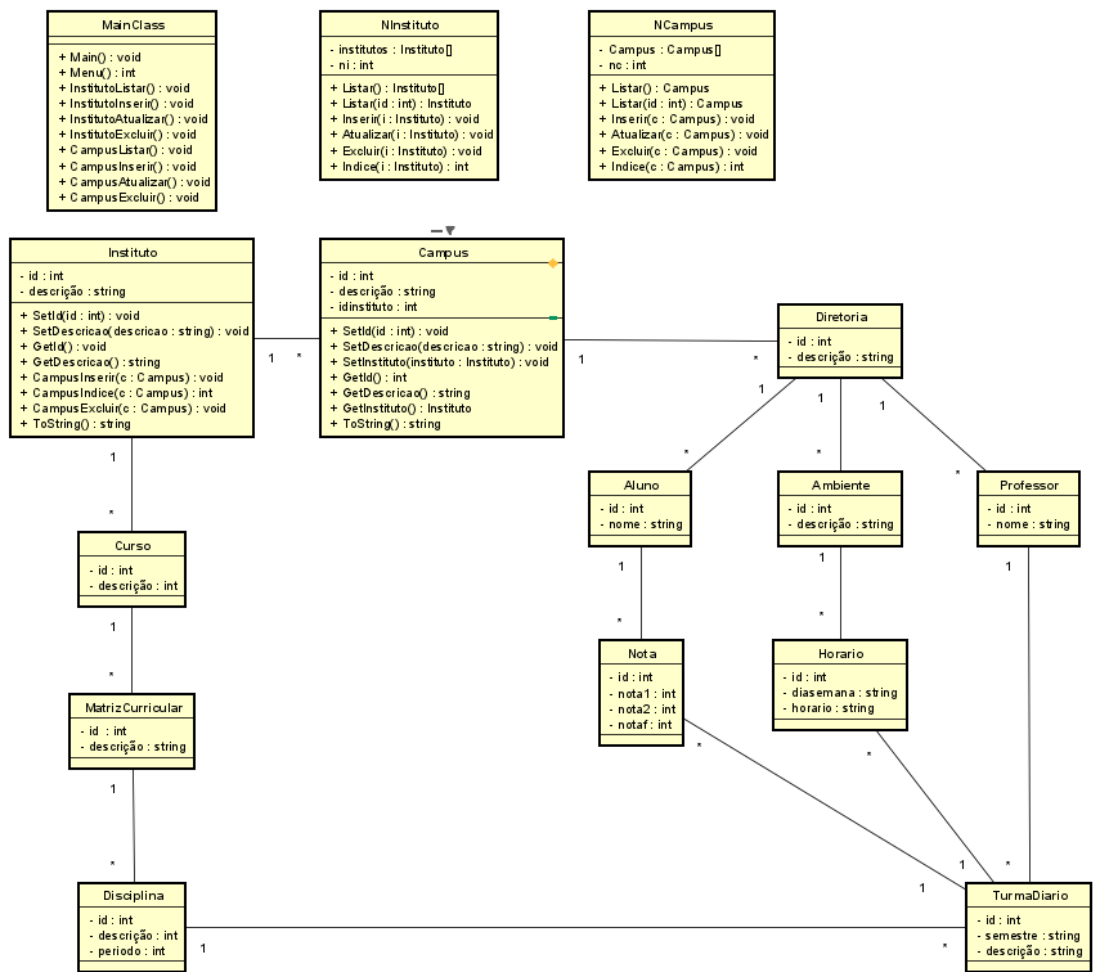 MainClass
+ Main() : void
+ Menu() : int
+ InstitutoListar() : void
+ InstitutoInserir() : void
+ InstitutoAtualizar() : void
+ InstitutoExcluir() : void
+ CampusListar() : void
+ CampusInserir() : void
+ CampusAtualizar() : void
+ CampusExcluir() : void
NInstituto
- institutos : Instituto[]
- ni : int
+ Listar() : Instituto[]
+ Listar(id : int) : Instituto
+ Inserir(i : Instituto) : void
+ Atualizar(i : Instituto) : void
+ Excluir(i : Instituto) : void
+ Indice(i : Instituto) : int
NCampus
- Campus : Campus[]
- nc : int
+ Listar() : Campus
+ Listar(id : int) : Campus
+ Inserir(c : Campus) : void
+ Atualizar(c : Campus) : void
+ Excluir(c : Campus) : void
+ Indice(c : Campus) : int
Instituto
- id : int
- descrição : string
+ SetId(id : int) : void
+ SetDescricao(descricao : string) : void
+ GetId() : void
+ GetDescricao() : string
+ CampusInserir(c : Campus) : void
+ CampusIndice(c : Campus) : int
+ CampusExcluir(c : Campus) : void
+ ToString() : string
1
*
Campus
- id : int
- descrição : string
- idinstituto : int
+ SetId(id : int) : void
+ SetDescricao(descricao : string) : void
+ SetInstituto(instituto : Instituto) : void
+ GetId() : int
+ GetDescricao() : string
+ GetInstituto() : Instituto
+ ToString() : string
1
*
Diretoria
- id : int
- descrição : string
1
1
1
*
*
*
Aluno
- id : int
- nome : string
Ambiente
- id : int
- descrição : string
Professor
- id : int
- nome : string
1
*
Curso
- id : int
- descrição : int
1
1
1
*
*
Nota
- id : int
- nota1 : int
- nota2 : int
- notaf : int
Horario
- id : int
- diasemana : string
- horario : string
1
*
MatrizCurricular
- id : int
- descrição : string
*
*
1
*
1
1
*
Disciplina
- id : int
- descrição : int
- periodo : int
1
*
TurmaDiario
- id : int
- semestre : string
- descrição : string